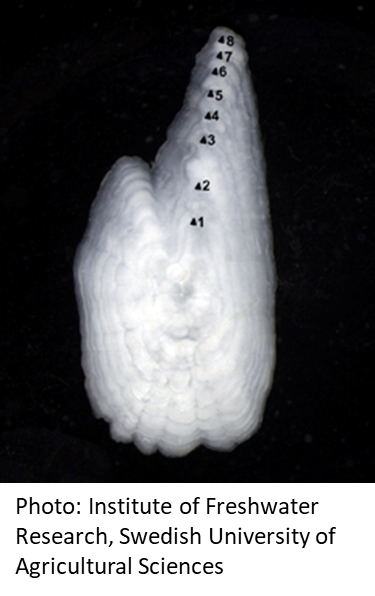 ▲8
▲7
▲6
▲5
▲4
▲3
▲2
▲1
Photo: Institute of Freshwater
Research, Swedish University of
Agricultural Sciences